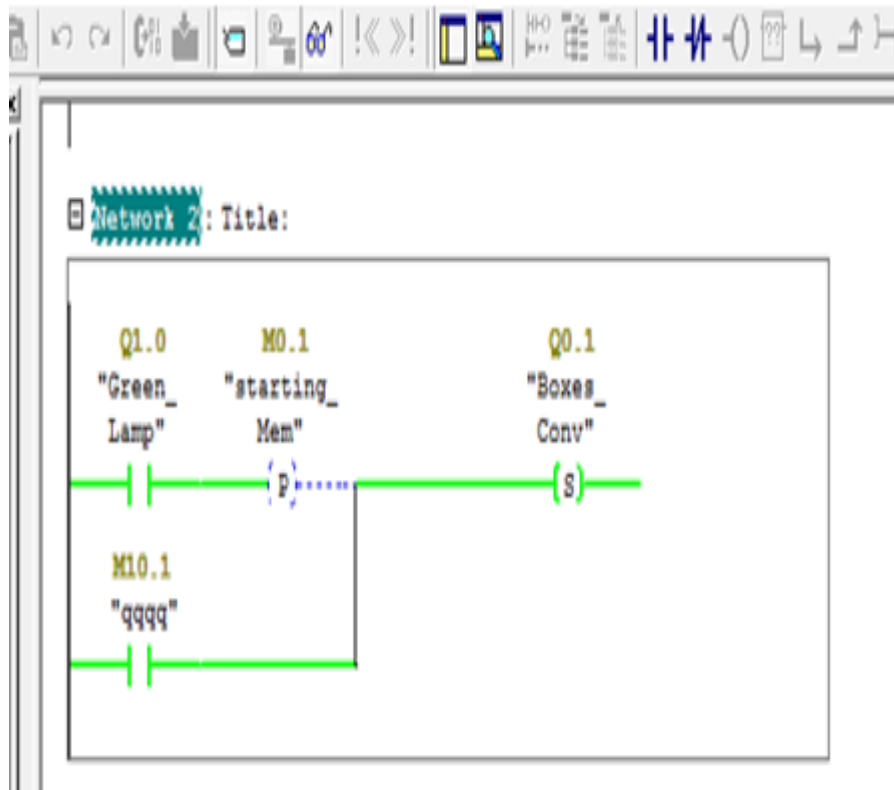 Network 2: Title:
Q1.0 M0.1 Q0.1
"Green_ "starting_ "Boxes_
Lamp" Mem" Conv"
P S
M10.1
"qqqq"